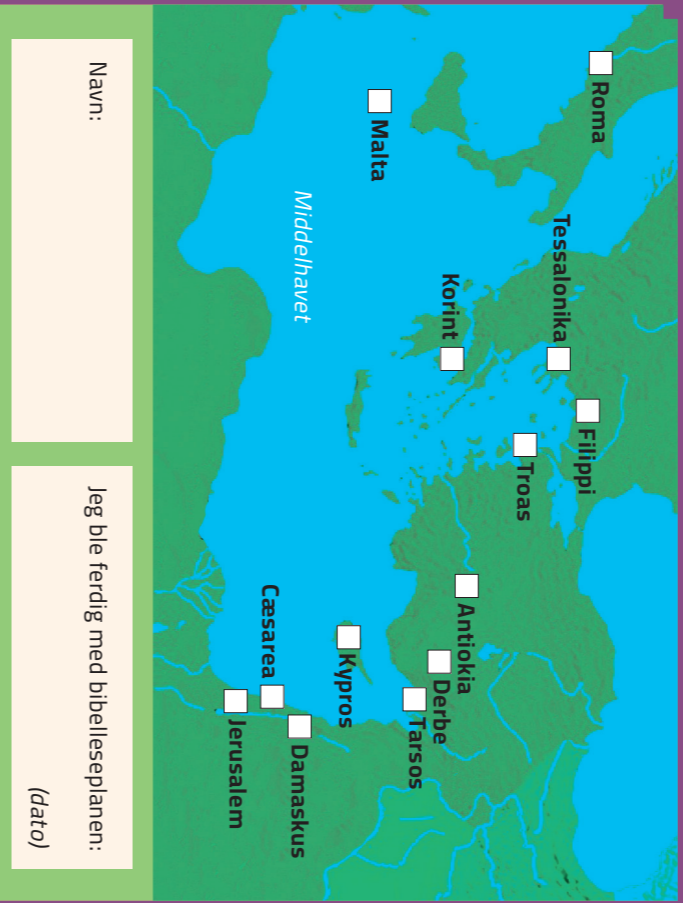 Roma
Tessalonika
Filippi
Malta
Korint
Troas
Middelhavet
Antiokia
Derbe
Tarsos
Kypros
Cæsarea
Damaskus
Jerusalem
Navn:
Jeg ble ferdig med bibelleseplanen:
(dato)